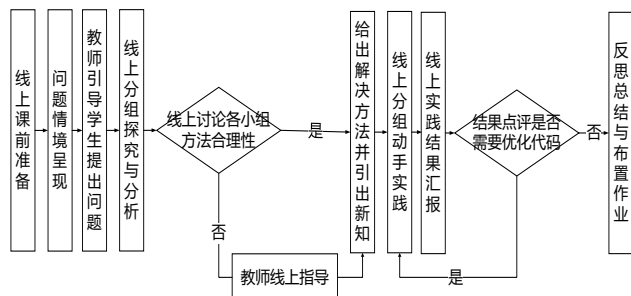 线上课前准备
问题情境呈现
教师引导学生提出问题
线上分组探究与分析
线上讨论各小组
方法合理性
是
否
教师线上指导
给出解决方法并引出新知
线上分组动手实践
线上实践结果汇报
结果点评是否
需要优化代码
是
否
反思总结与布置作业